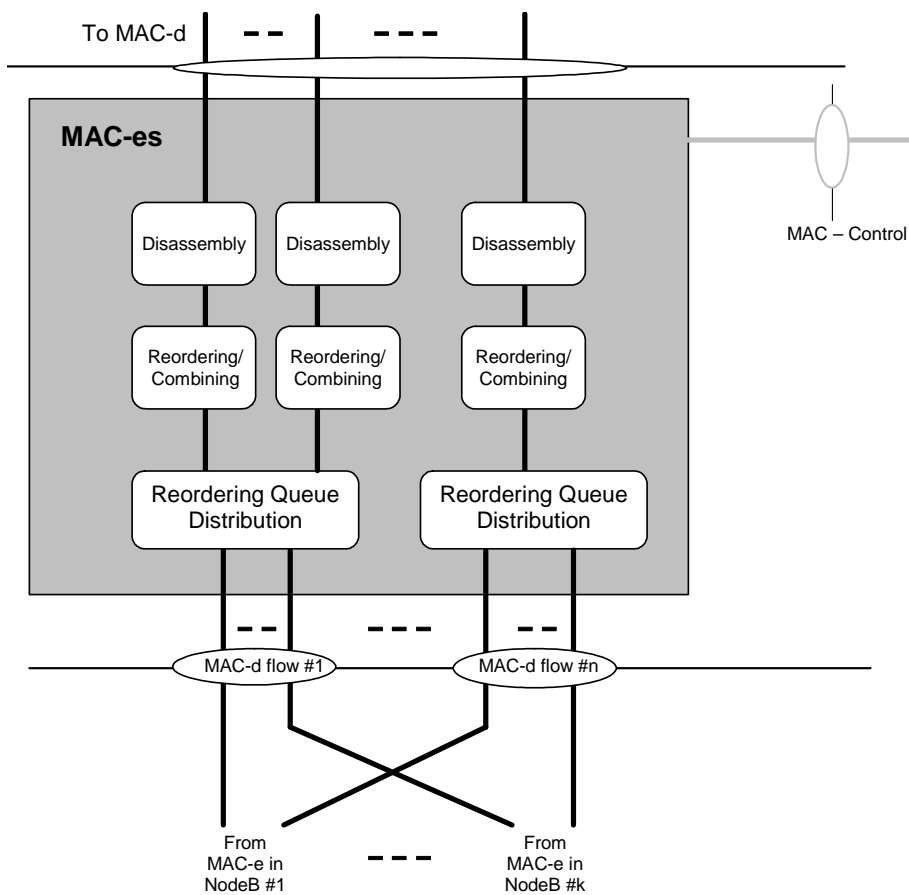 To MAC-d
MAC-es
MAC – Control
Disassembly
Disassembly
Disassembly
Reordering/
Combining
Reordering/
Combining
Reordering/
Combining
Reordering Queue
Distribution
Reordering Queue
Distribution
MAC-d flow #1
MAC-d flow #n
From
MAC-e in
NodeB #1
From
MAC-e in
NodeB #k